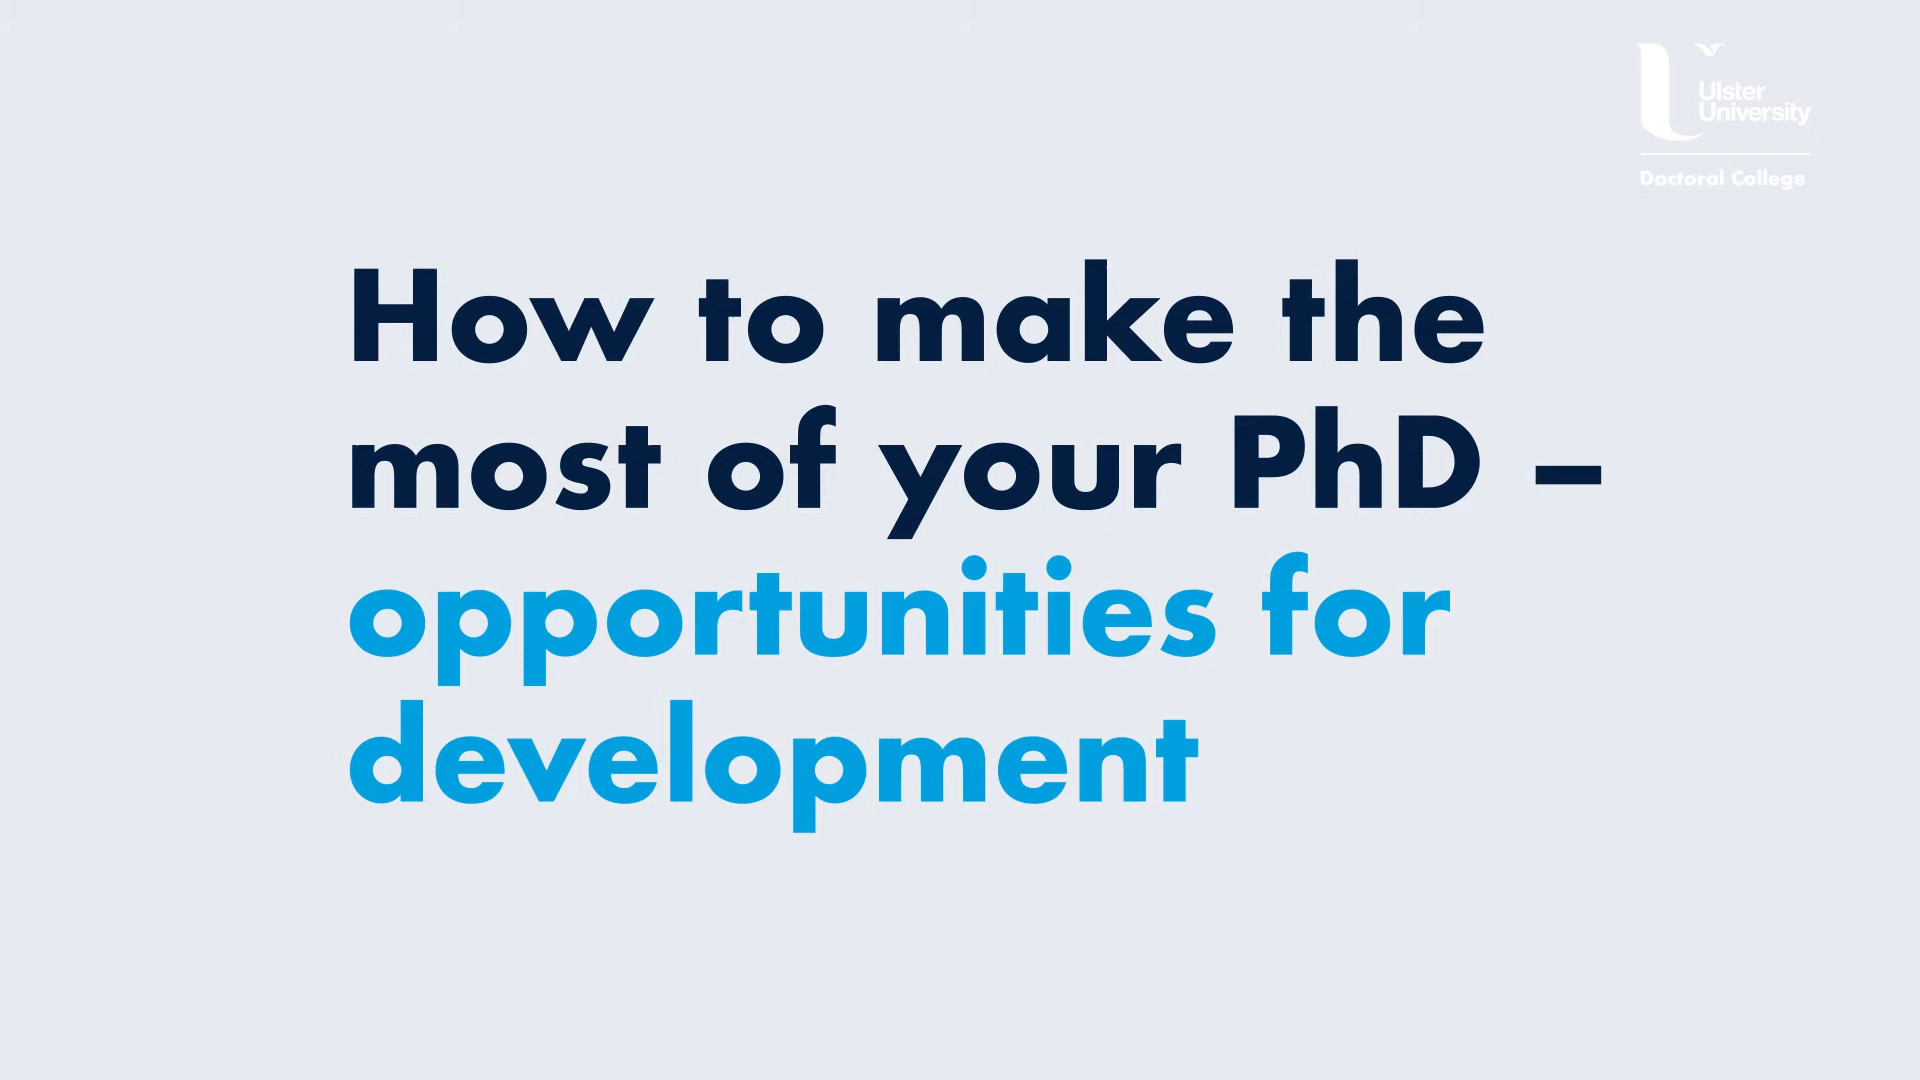 Ulster
University
Doctoral College
How to make the
most of your PhD –
opportunities for
development